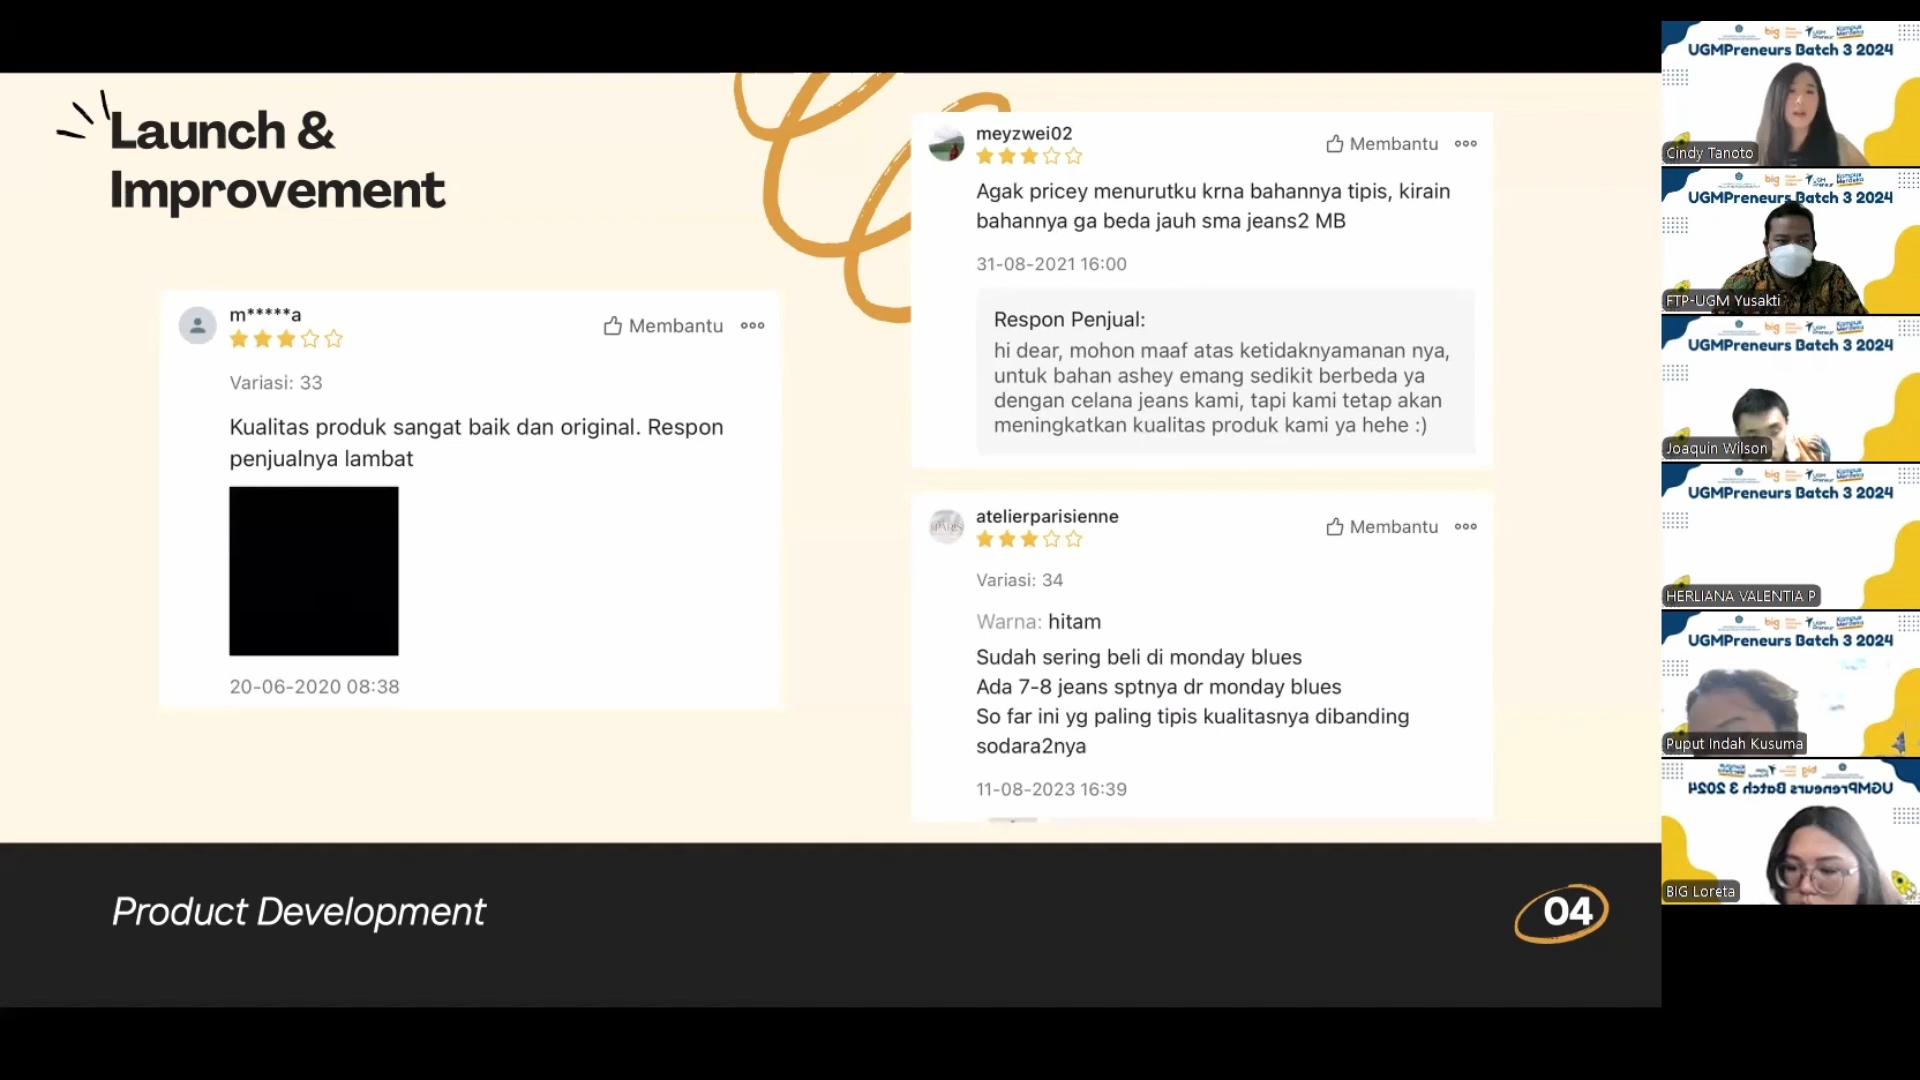 Launch &
Improvement
m*****a
Membantu
Variasi: 33
Kualitas produk sangat baik dan original. Respon
penjualnya lambat
20-06-2020 08:38
meyzwei02
Membantu
Agak pricey menurutku krna bahannya tipis, kirain
bahannya ga beda jauh sma jeans2 MB
31-08-2021 16:00
Respon Penjual:
hi dear, mohon maaf atas ketidaknyamanan nya,
untuk bahan ashey emang sedikit berbeda ya
dengan celana jeans kami, tapi kami tetap akan
meningkatkan kualitas produk kami ya hehe :)
atelierparisienne
Membantu
Variasi: 34
Warna: hitam
Sudah sering beli di monday blues
Ada 7-8 jeans sptnya dr monday blues
So far ini yg paling tipis kualitasnya dibanding
sodara2nya
11-08-2023 16:39
Product Development
04
big
UGMPreneurs Batch 3 2024
Cindy Tanoto
big
UGMPreneurs Batch 3 2024
FTP-UGM Yusakti
big
UGMPreneurs Batch 3 2024
Joaquin Wilson
big
UGMPreneurs Batch 3 2024
HERLIANA VALENTIA P
big
UGMPreneurs Batch 3 2024
Puput Indah Kusuma
big
UGMPreneurs Batch 3 2024
BIG Loreta